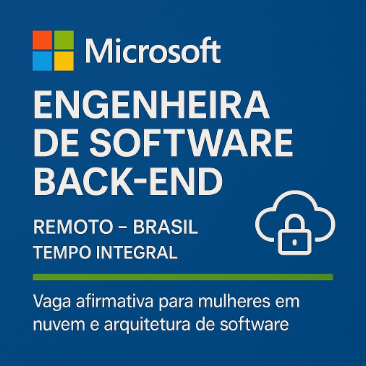 Microsoft
ENGENHEIRA
DE SOFTWARE
BACK-END
REMOTO – BRASIL
TEMPO INTEGRAL
Vaga afirmativa para mulheres em
nuvem e arquitetura de software